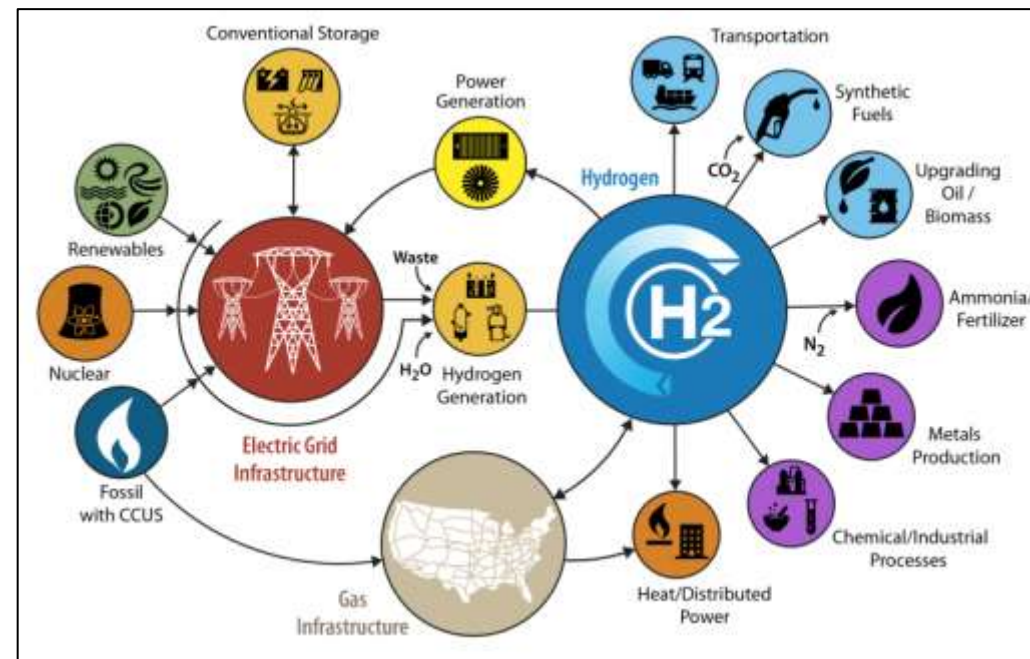 Conventional Storage
Transportation
Power
Generation
Synthetic
Fuels
CO2
Hydrogen
Upgrading
Oil /
Biomass
Renewables
Waste
H2
Ammonia/
Fertilizer
N2
Nuclear
H2O
Hydrogen
Generation
Electric Grid
Infrastructure
Metals
Production
Fossil
with CCUS
Chemical/Industrial
Processes
Gas
Infrastructure
Heat/Distributed
Power